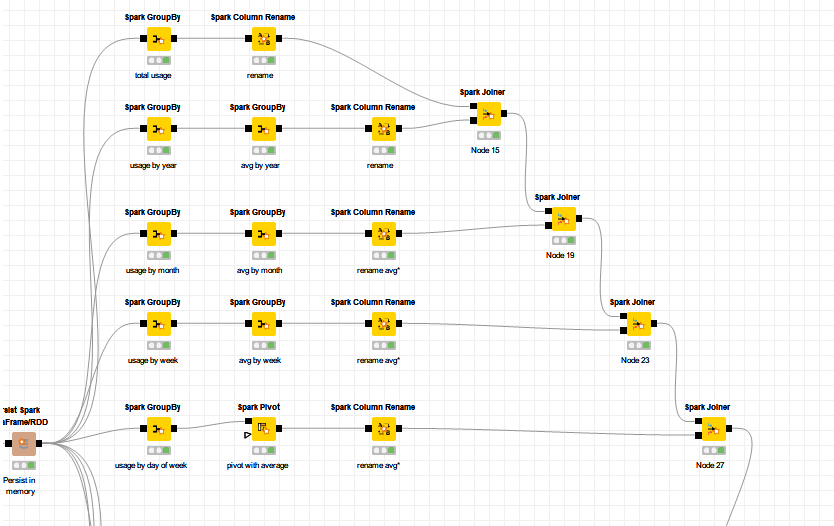 Spark GroupBy
Spark Column Rename
total usage
rename
Spark Joiner
Node 15
Spark GroupBy
Spark GroupBy
Spark Column Rename
usage by year
avg by year
rename
Spark Joiner
Node 19
Spark GroupBy
Spark GroupBy
Spark Column Rename
usage by month
avg by month
rename avg*
Spark GroupBy
Spark GroupBy
Spark Column Rename
Spark Joiner
usage by week
avg by week
rename avg*
Node 23
rsist Spark
aFrame/RDD
Persist in
memory
Spark GroupBy
Spark Pivot
Spark Column Rename
Spark Joiner
usage by day of week
pivot with average
rename avg*
Node 27